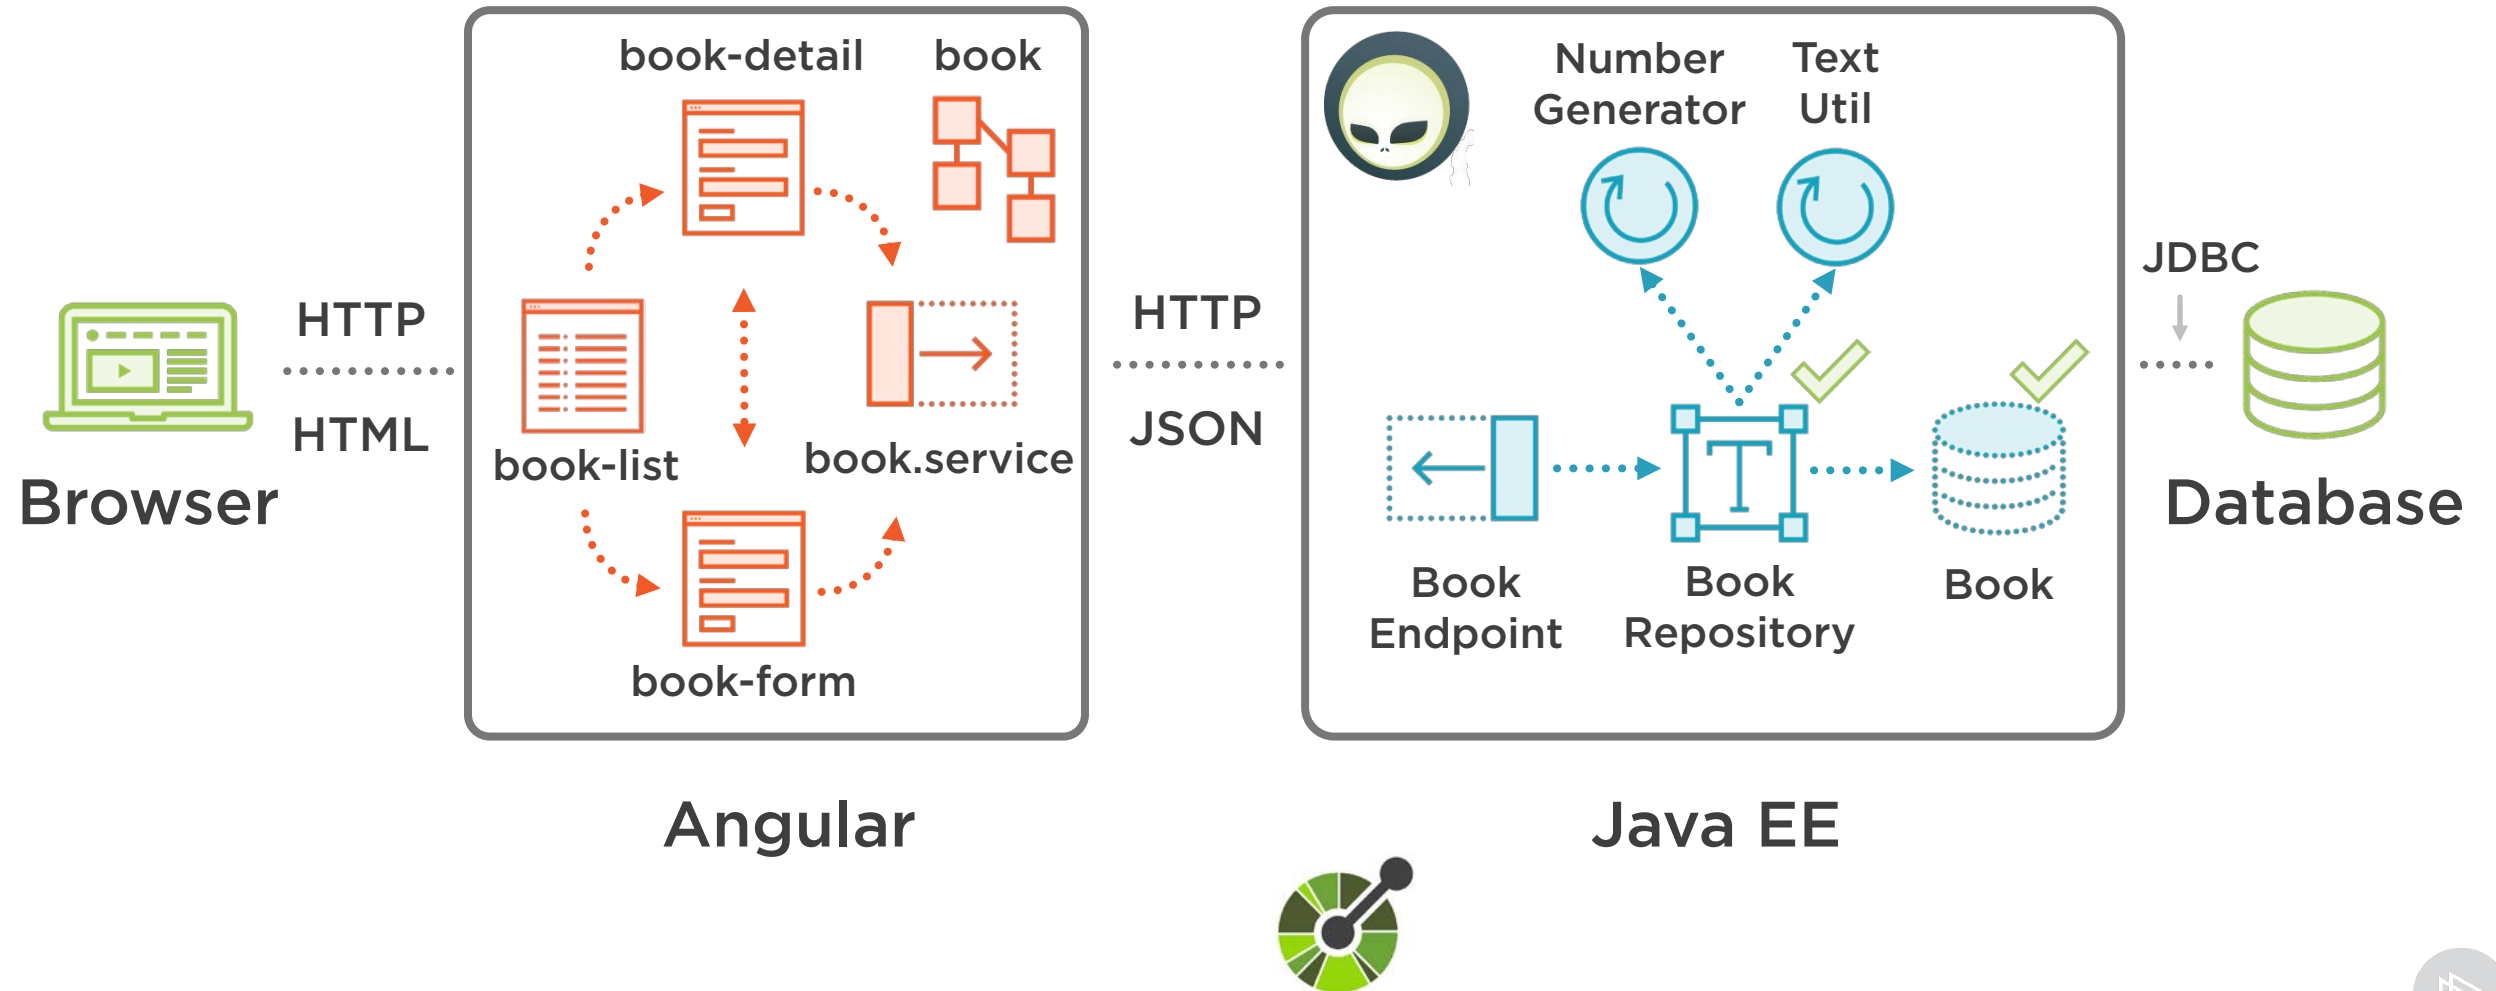 book-detail
book
Number
Generator
Text
Util
JDBC
HTTP
HTML
HTTP
JSON
book-list
book.service
Browser
Database
Book
Endpoint
Book
Repository
Book
book-form
Angular
Java EE